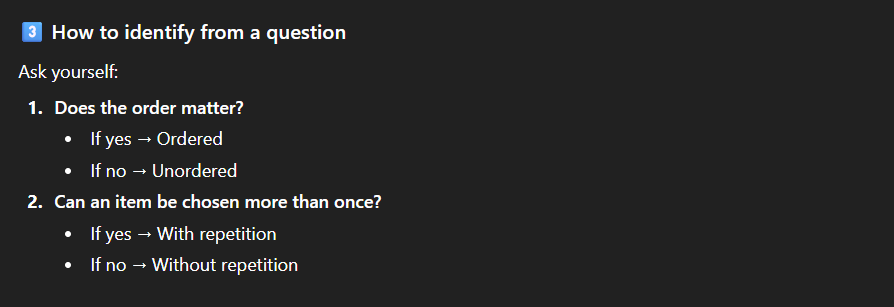 3 How to identify from a question
Ask yourself:
1. Does the order matter?
• If yes → Ordered
• If no → Unordered
2. Can an item be chosen more than once?
• If yes → With repetition
• If no → Without repetition